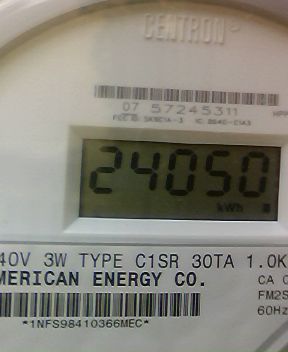 CENTRON
07 57245311
24050
kWh
40V 3W TYPE C1SR 30TA 1.0K
MERICAN ENERGY CO.
CA
FM2S
60Hz
*1NFS98410366MEC*